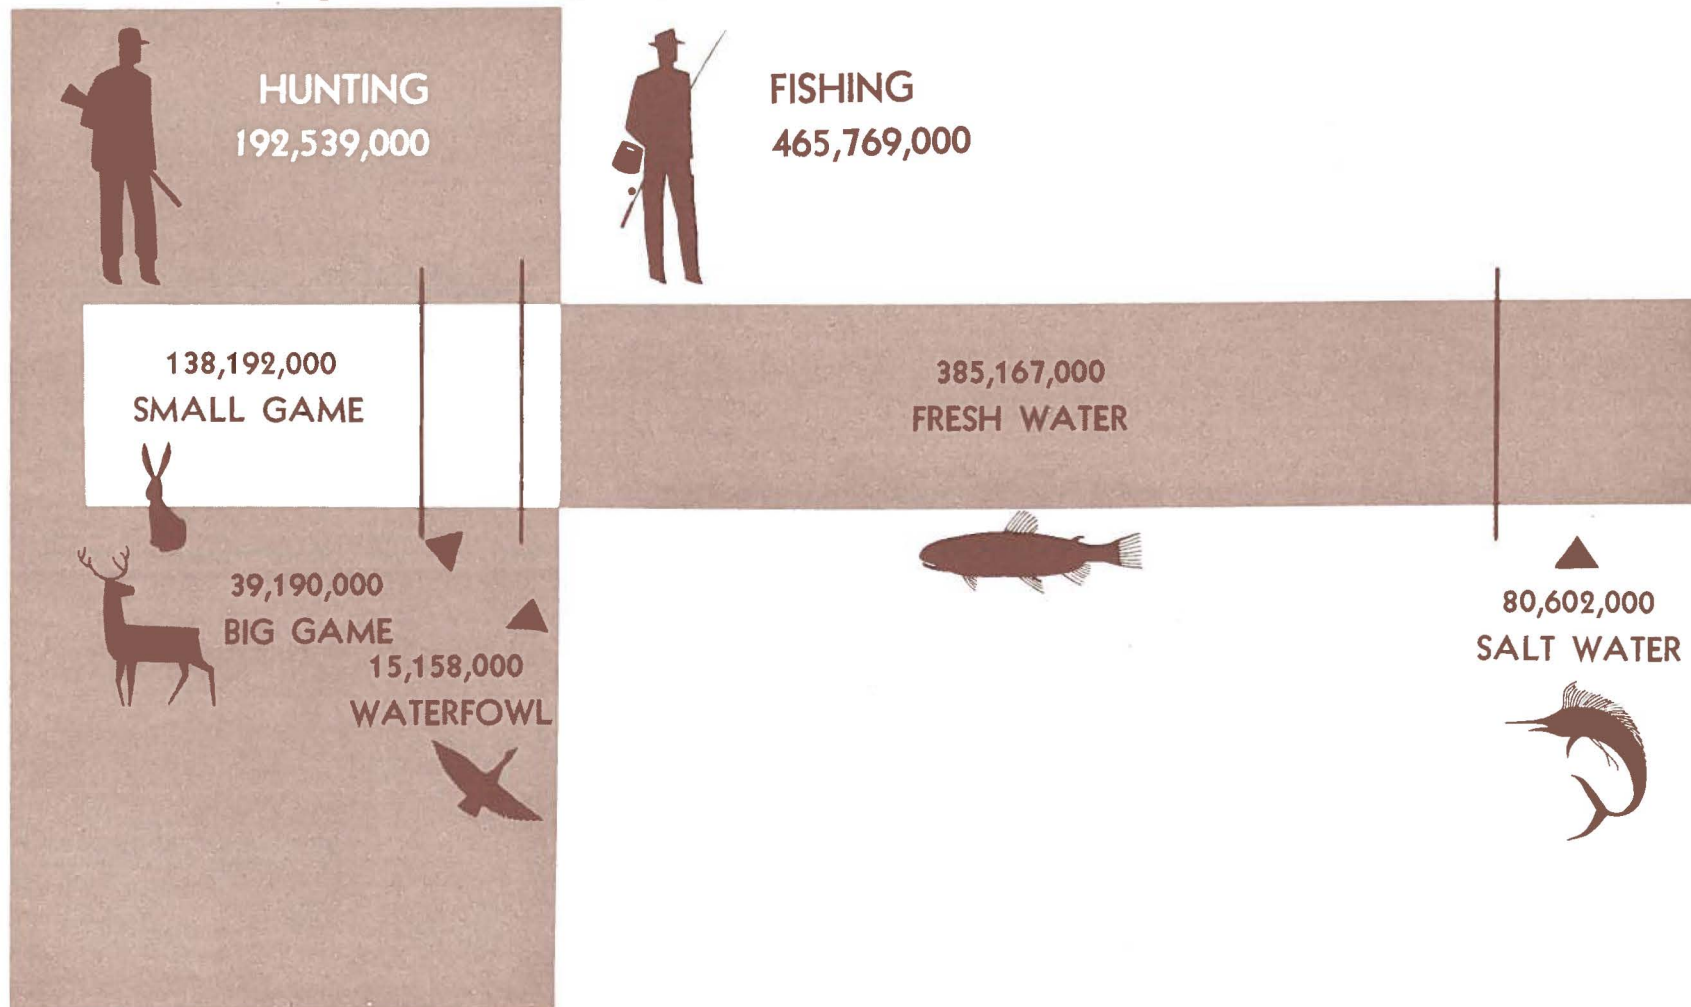 HUNTING
192,539,000
FISHING
465,769,000
138,192,000
SMALL GAME
385,167,000
FRESH WATER
39,190,000
BIG GAME
15,158,000
WATERFOWL
80,602,000
SALT WATER